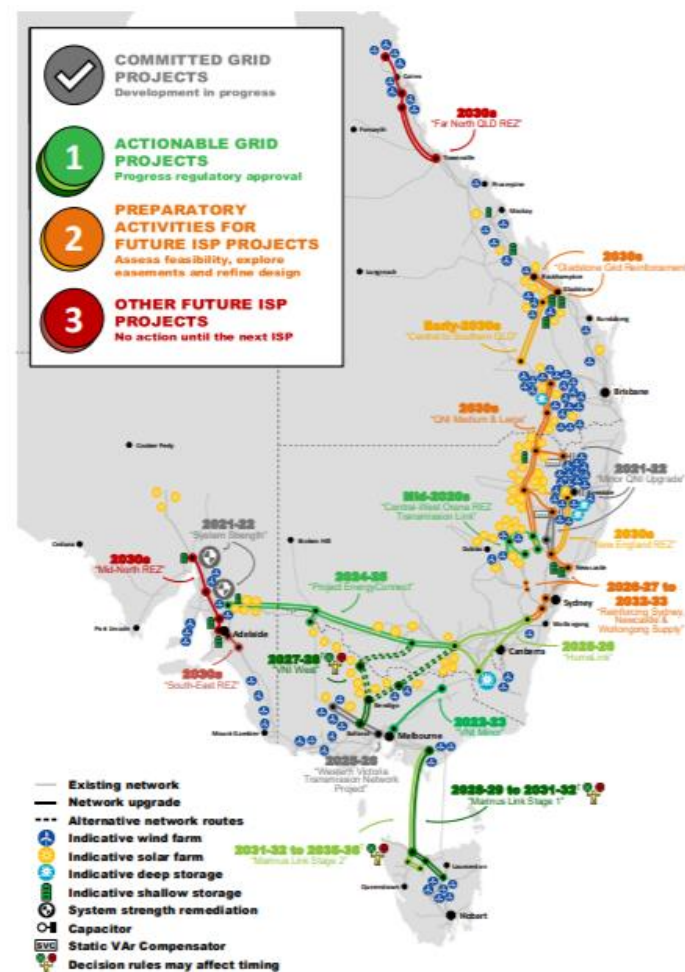 COMMITTED GRID
PROJECTS
Development in progress
1
ACTIONABLE GRID
PROJECTS
Progress regulatory approval
2
PREPARATORY
ACTIVITIES FOR
FUTURE ISP PROJECTS
Assess feasibility, explore
easements and refine design
3
OTHER FUTURE ISP
PROJECTS
No action until the next ISP
Cairns
2030s
"Far North QLD REZ"
Forsyth
Townsville
Proserpine
Mackay
Longreach
2030s
"Gladstone Grid Reinforcement"
Rockhampton
Gladstone
Early-2030s
"Central to Southern QLD"
Bundaberg
Brisbane
2030s
"QNI Medium & Large"
Coober Pedy
2021-22
"Minor QNI Upgrade"
Mid-2020s
"Central-West Orana REZ
Transmission Link"
2021-22
"System Strength"
Ceduna
Broken Hill
Dubbo
2030s
"New England REZ"
2030s
"Mid-North REZ"
Newcastle
2024-25
"Project EnergyConnect"
2026-27 to
2032-33
"Reinforcing Sydney,
Newcastle &
Wollongong Supply"
Sydney
Wollongong
Port Lincoln
Adelaide
Canberra
2025-26
"HumeLink"
2027-28
"VNI West"
2030s
"South-East REZ"
Bendigo
2022-23
"VNI Minor"
Mount Gambier
Ballarat
Melbourne
2025-26
"Western Victoria
Transmission Network
Project"
2028-29 to 2031-32
"Marinus Link Stage 1"
2031-32 to 2035-36
"Marinus Link Stage 2"
Launceston
Queenstown
Hobart
Existing network
Network upgrade
Alternative network routes
Indicative wind farm
Indicative solar farm
Indicative deep storage
Indicative shallow storage
System strength remediation
Capacitor
SVC Static VAr Compensator
Decision rules may affect timing